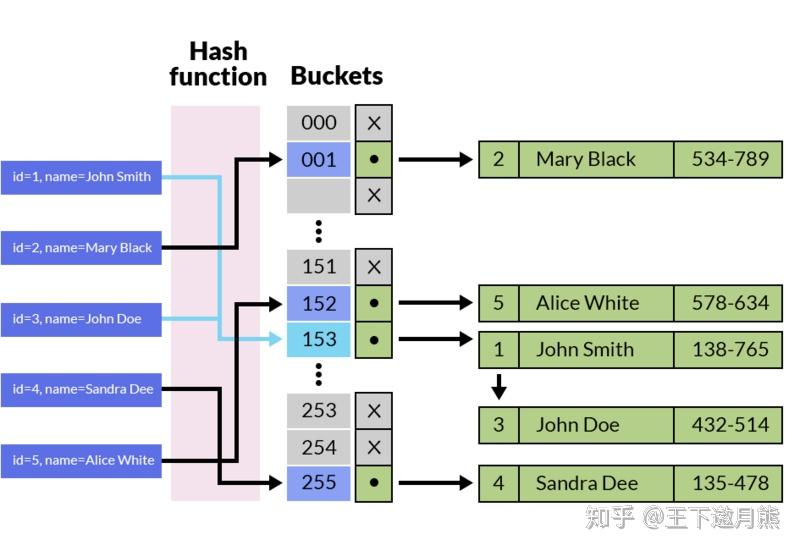 Hash
function
Buckets
id=1, name=John Smith
id=2, name=Mary Black
id=3, name=John Doe
id=4, name=Sandra Dee
id=5, name=Alice White
000 X
001
X
151 X
152
153
253 X
254 X
255
2 Mary Black 534-789
5 Alice White 578-634
1 John Smith 138-765
3 John Doe 432-514
4 Sandra Dee 135-478
知乎 @王下邀月熊